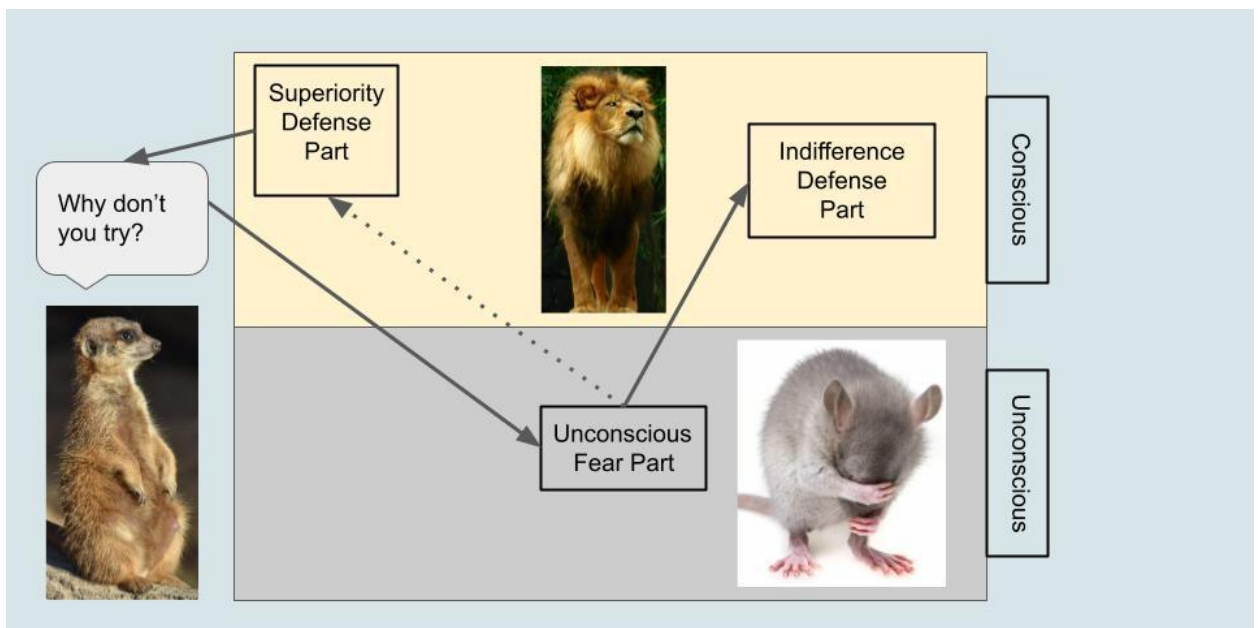 Superiority
Defense
Part
Why don't
you try?
Indifference
Defense
Part
Conscious
Unconscious
Fear Part
Unconscious